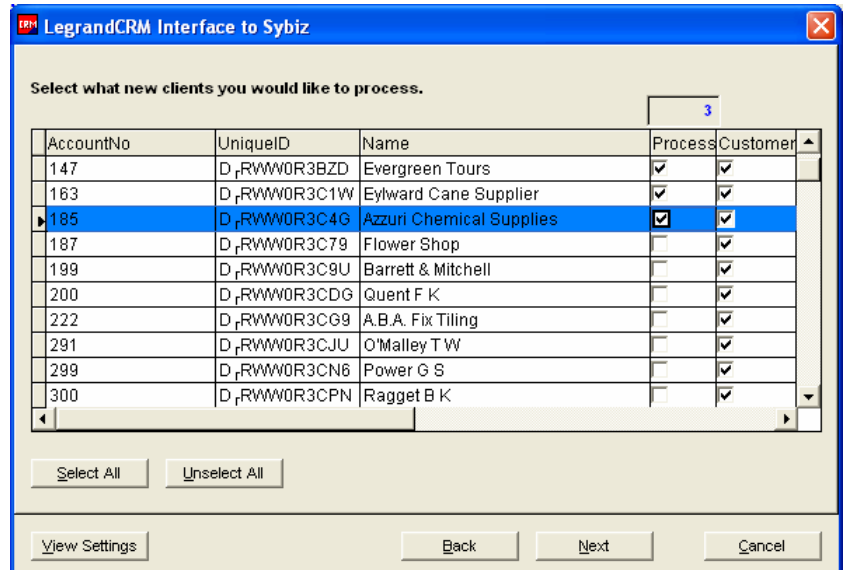 CRM LegrandCRM Interface to Sybiz
Select what new clients you would like to process.
3
AccountNo UniqueID Name Process Customer
147 D┌RWW0R3BZD Evergreen Tours
163 D┌RWW0R3C1W Eylward Cane Supplier
185 D┌RWW0R3C4G Azzuri Chemical Supplies
187 D┌RWW0R3C79 Flower Shop
199 D┌RWW0R3C9U Barrett & Mitchell
200 D┌RWW0R3CDG Quent F K
222 D┌RWW0R3CG9 A.B.A. Fix Tiling
291 D┌RWW0R3CJU O'Malley T W
299 D┌RWW0R3CN6 Power G S
300 D┌RWW0R3CPN Ragget B K
Select All Unselect All
View Settings Back Next Cancel